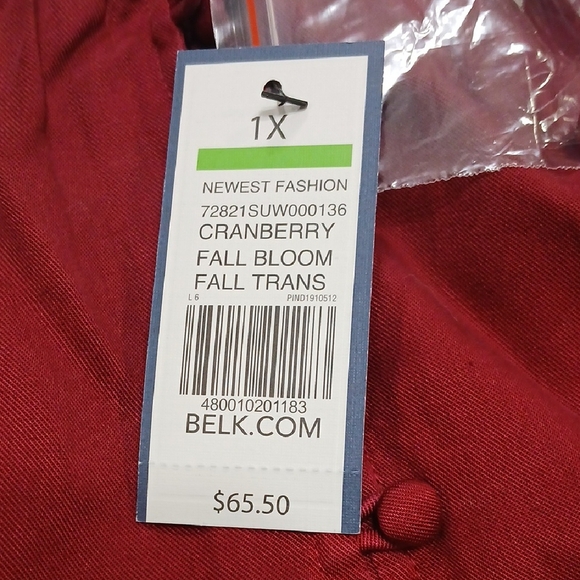 1X
NEWEST FASHION
72821SUW000136
CRANBERRY
FALL BLOOM
FALL TRANS
L 6 PIND1910512
480010201183
BELK.COM
$65.50